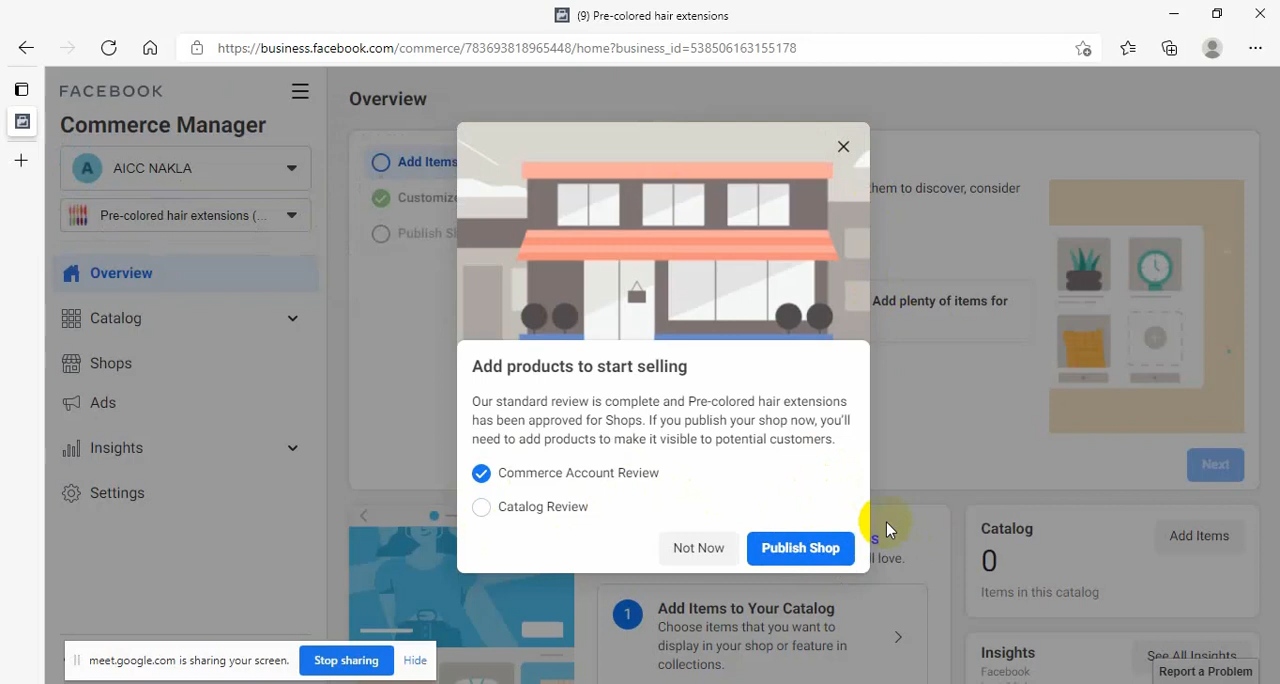 (9) Pre-colored hair extensions
https://business.facebook.com/commerce/783693818965448/home?business_id=538506163155178
FACEBOOK
Commerce Manager
A AICC NAKLA
Pre-colored hair extensions (...
Overview
Catalog
Shops
Ads
Insights
Settings
Overview
Add Items
Customize
Publish
them to discover, consider
Add plenty of items for
Next
Add products to start selling
Our standard review is complete and Pre-colored hair extensions
has been approved for Shops. If you publish your shop now, you'll
need to add products to make it visible to potential customers.
Commerce Account Review
Catalog Review
Not Now
Publish Shop
love.
1 Add Items to Your Catalog
Choose items that you want to
display in your shop or feature in
collections.
Catalog
Add Items
0
Items in this catalog
Insights
See All Insights
Facebook
Report a Problem
meet.google.com is sharing your screen.
Stop sharing
Hide